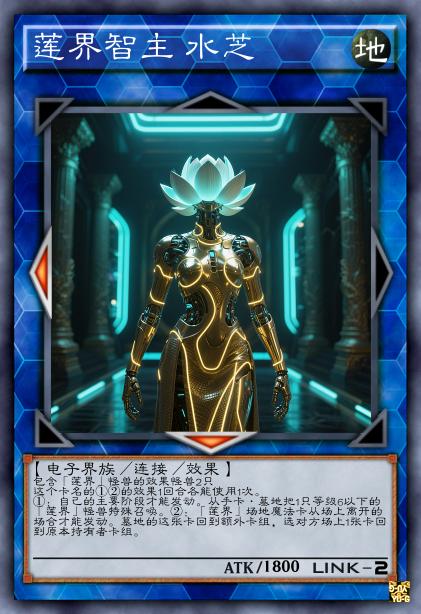 莲界智主 水芝
地
【电子界族／连接／效果】
包含「莲界」怪兽的效果怪兽2只
这个卡名的①②的效果1回合各能使用1次。
①：自己的主要阶段才能发动。从手卡·墓地把1只等级6以下的
「莲界」怪兽特殊召唤。②：「莲界」场地魔法卡从场上离开的
场合才能发动。墓地的这张卡回到额外卡组，选对方场上1张卡回
到原本持有者卡组。
ATK/1800 LINK-2